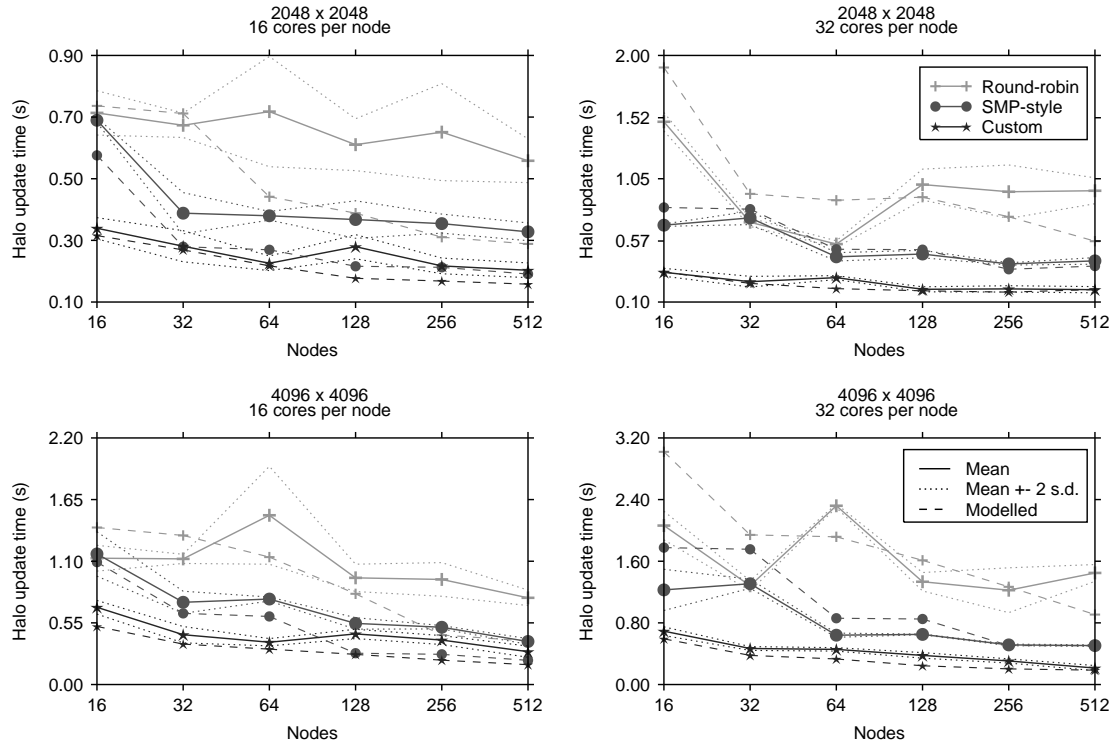 2048 x 2048
16 cores per node
Halo update time (s)
0.90
0.70
0.50
0.30
0.10
16 32 64 128 256 512
Nodes
2048 x 2048
32 cores per node
Halo update time (s)
2.00
1.52
1.05
0.57
0.10
Round-robin
SMP-style
Custom
16 32 64 128 256 512
Nodes
4096 x 4096
16 cores per node
Halo update time (s)
2.20
1.65
1.10
0.55
0.00
16 32 64 128 256 512
Nodes
4096 x 4096
32 cores per node
Halo update time (s)
3.20
2.40
1.60
0.80
0.00
Mean
Mean +- 2 s.d.
Modelled
16 32 64 128 256 512
Nodes